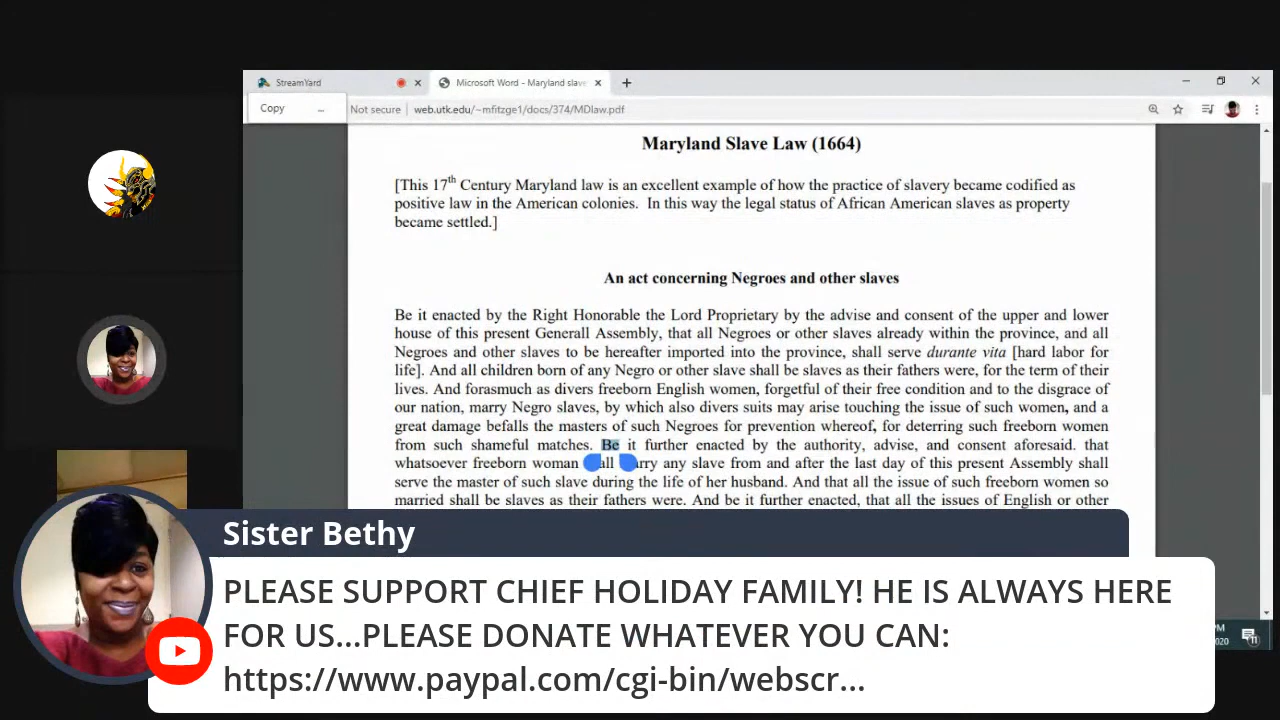 StreamYard
Microsoft Word - Maryland slave
Copy ...
Not secure | web.utk.edu/~mfitzge1/docs/374/MDlaw.pdf
Maryland Slave Law (1664)
[This 17th Century Maryland law is an excellent example of how the practice of slavery became codified as
positive law in the American colonies. In this way the legal status of African American slaves as property
became settled.]
An act concerning Negroes and other slaves
Be it enacted by the Right Honorable the Lord Proprietary by the advise and consent of the upper and lower
house of this present Generall Assembly, that all Negroes or other slaves already within the province, and all
Negroes and other slaves to be hereafter imported into the province, shall serve durante vita [hard labor for
life]. And all children born of any Negro or other slave shall be slaves as their fathers were, for the term of their
lives. And forasmuch as divers freeborn English women, forgetful of their free condition and to the disgrace of
our nation, marry Negro slaves, by which also divers suits may arise touching the issue of such women, and a
great damage befalls the masters of such Negroes for prevention whereof, for deterring such freeborn women
from such shameful matches. Be it further enacted by the authority, advise, and consent aforesaid. that
whatsoever freeborn woman any slave from and after the last day of this present Assembly shall
serve the master of such slave during the life of her husband. And that all the issue of such freeborn women so
married shall be slaves as their fathers were. And be it further enacted, that all the issues of English or other
PM
2020
11
Sister Bethy
PLEASE SUPPORT CHIEF HOLIDAY FAMILY! HE IS ALWAYS HERE
FOR US...PLEASE DONATE WHATEVER YOU CAN:
https://www.paypal.com/cgi-bin/webscr...